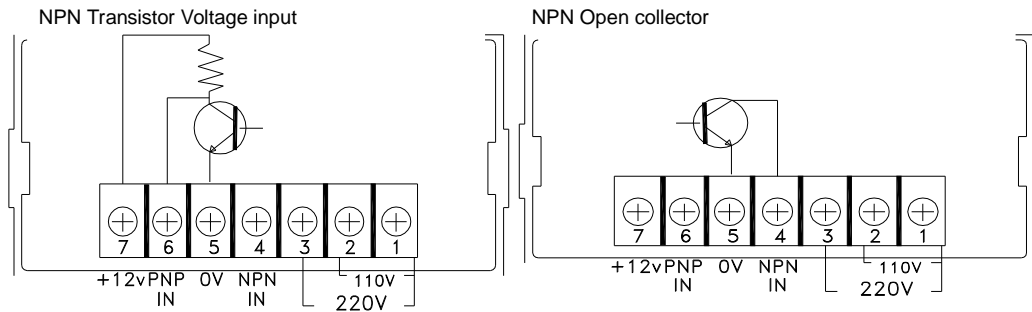 NPN Transistor Voltage input
7 6 5 4 3 2 1
+12v PNP IN 0V NPN IN
110V
220V
NPN Open collector
7 6 5 4 3 2 1
+12v PNP IN 0V NPN IN
110V
220V